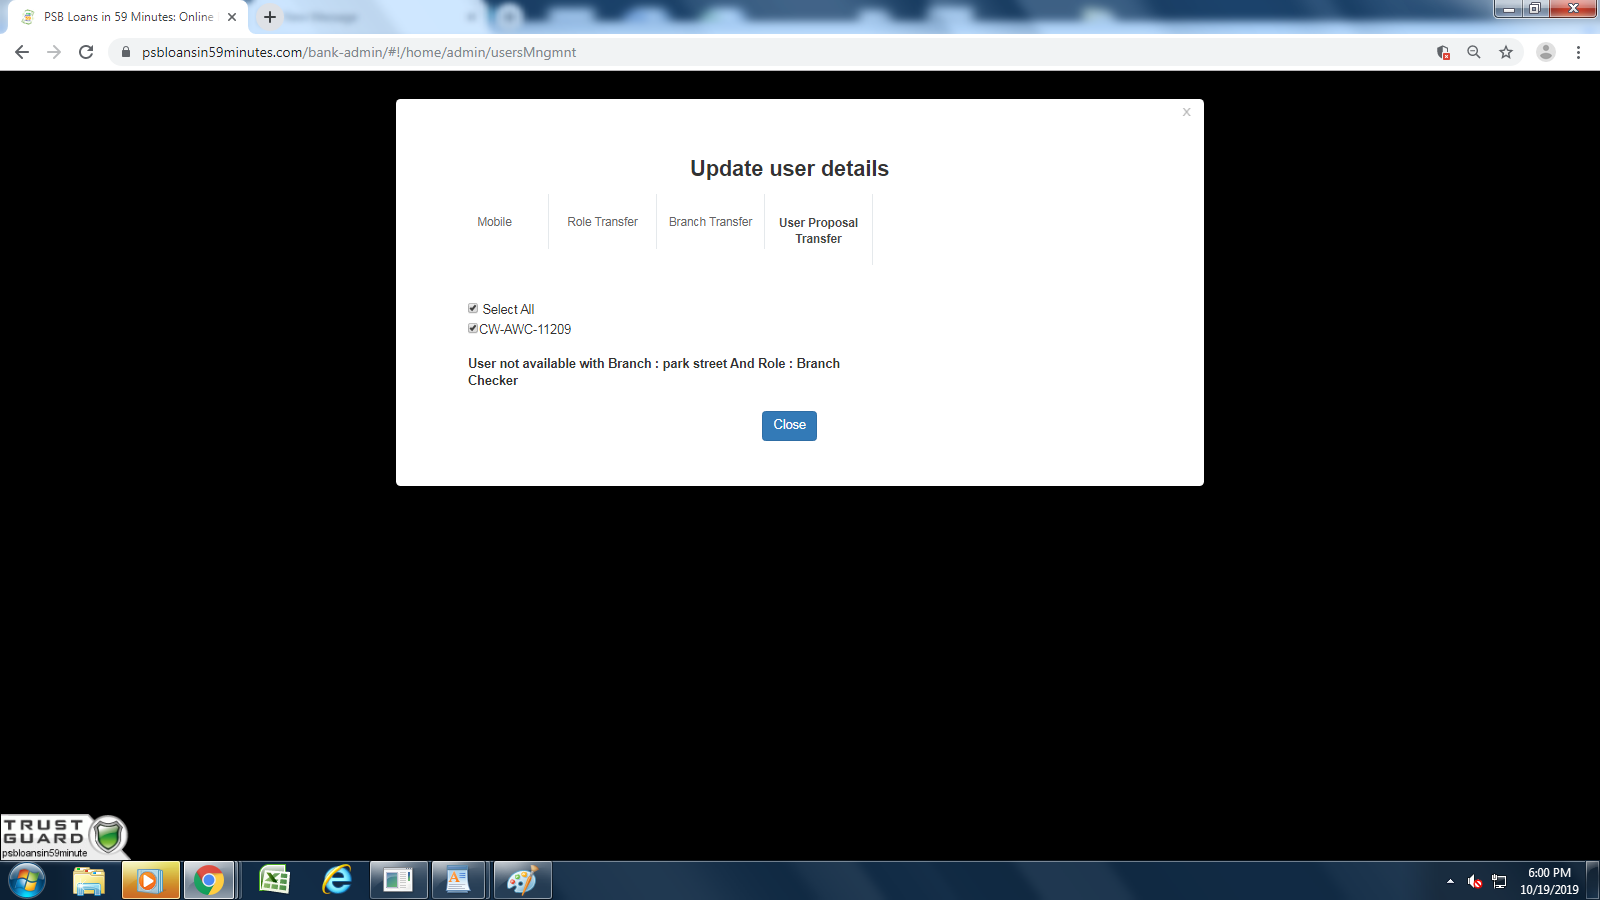 PSB Loans in 59 Minutes: Online
psbloansin59minutes.com/bank-admin/#!/home/admin/usersMngmnt
x
Update user details
Mobile
Role Transfer
Branch Transfer
User Proposal
Transfer
Select All
CW-AWC-11209
User not available with Branch : park street And Role : Branch
Checker
Close
TRUST
GUARD
psbloansin59minute
6:00 PM
10/19/2019